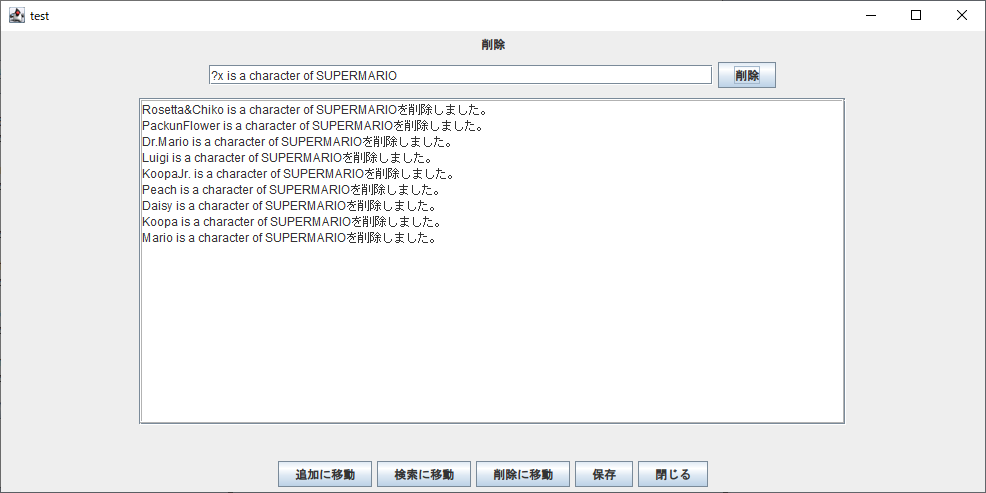 test
削除
?x is a character of SUPERMARIO 削除
Rosetta&Chiko is a character of SUPERMARIOを削除しました。
PackunFlower is a character of SUPERMARIOを削除しました。
Dr.Mario is a character of SUPERMARIOを削除しました。
Luigi is a character of SUPERMARIOを削除しました。
KoopaJr. is a character of SUPERMARIOを削除しました。
Peach is a character of SUPERMARIOを削除しました。
Daisy is a character of SUPERMARIOを削除しました。
Koopa is a character of SUPERMARIOを削除しました。
Mario is a character of SUPERMARIOを削除しました。
追加に移動 検索に移動 削除に移動 保存 閉じる